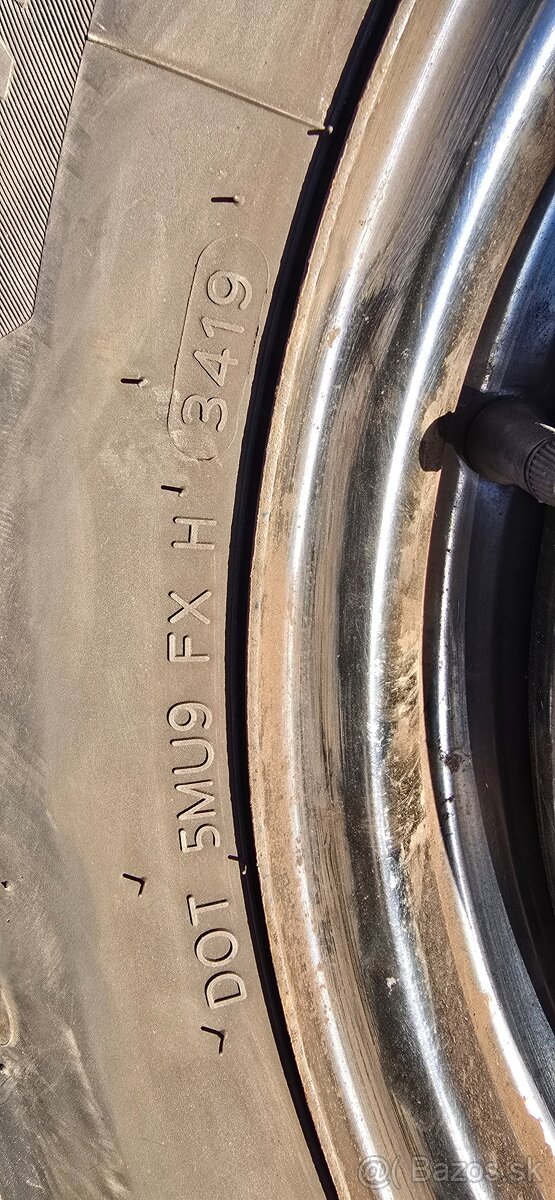 DOT 5MU9 FX H 3419
@( Bazos.sk